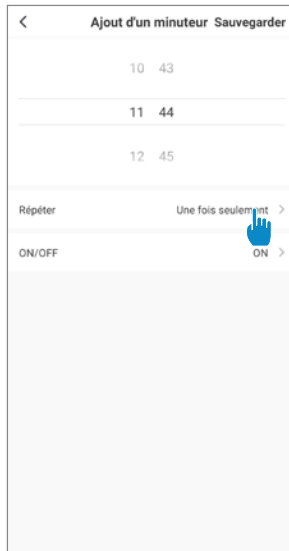 Ajout d'un minuteur Sauvegarder
10 43
11 44
12 45
Répéter Une fois seulement
ON/OFF ON